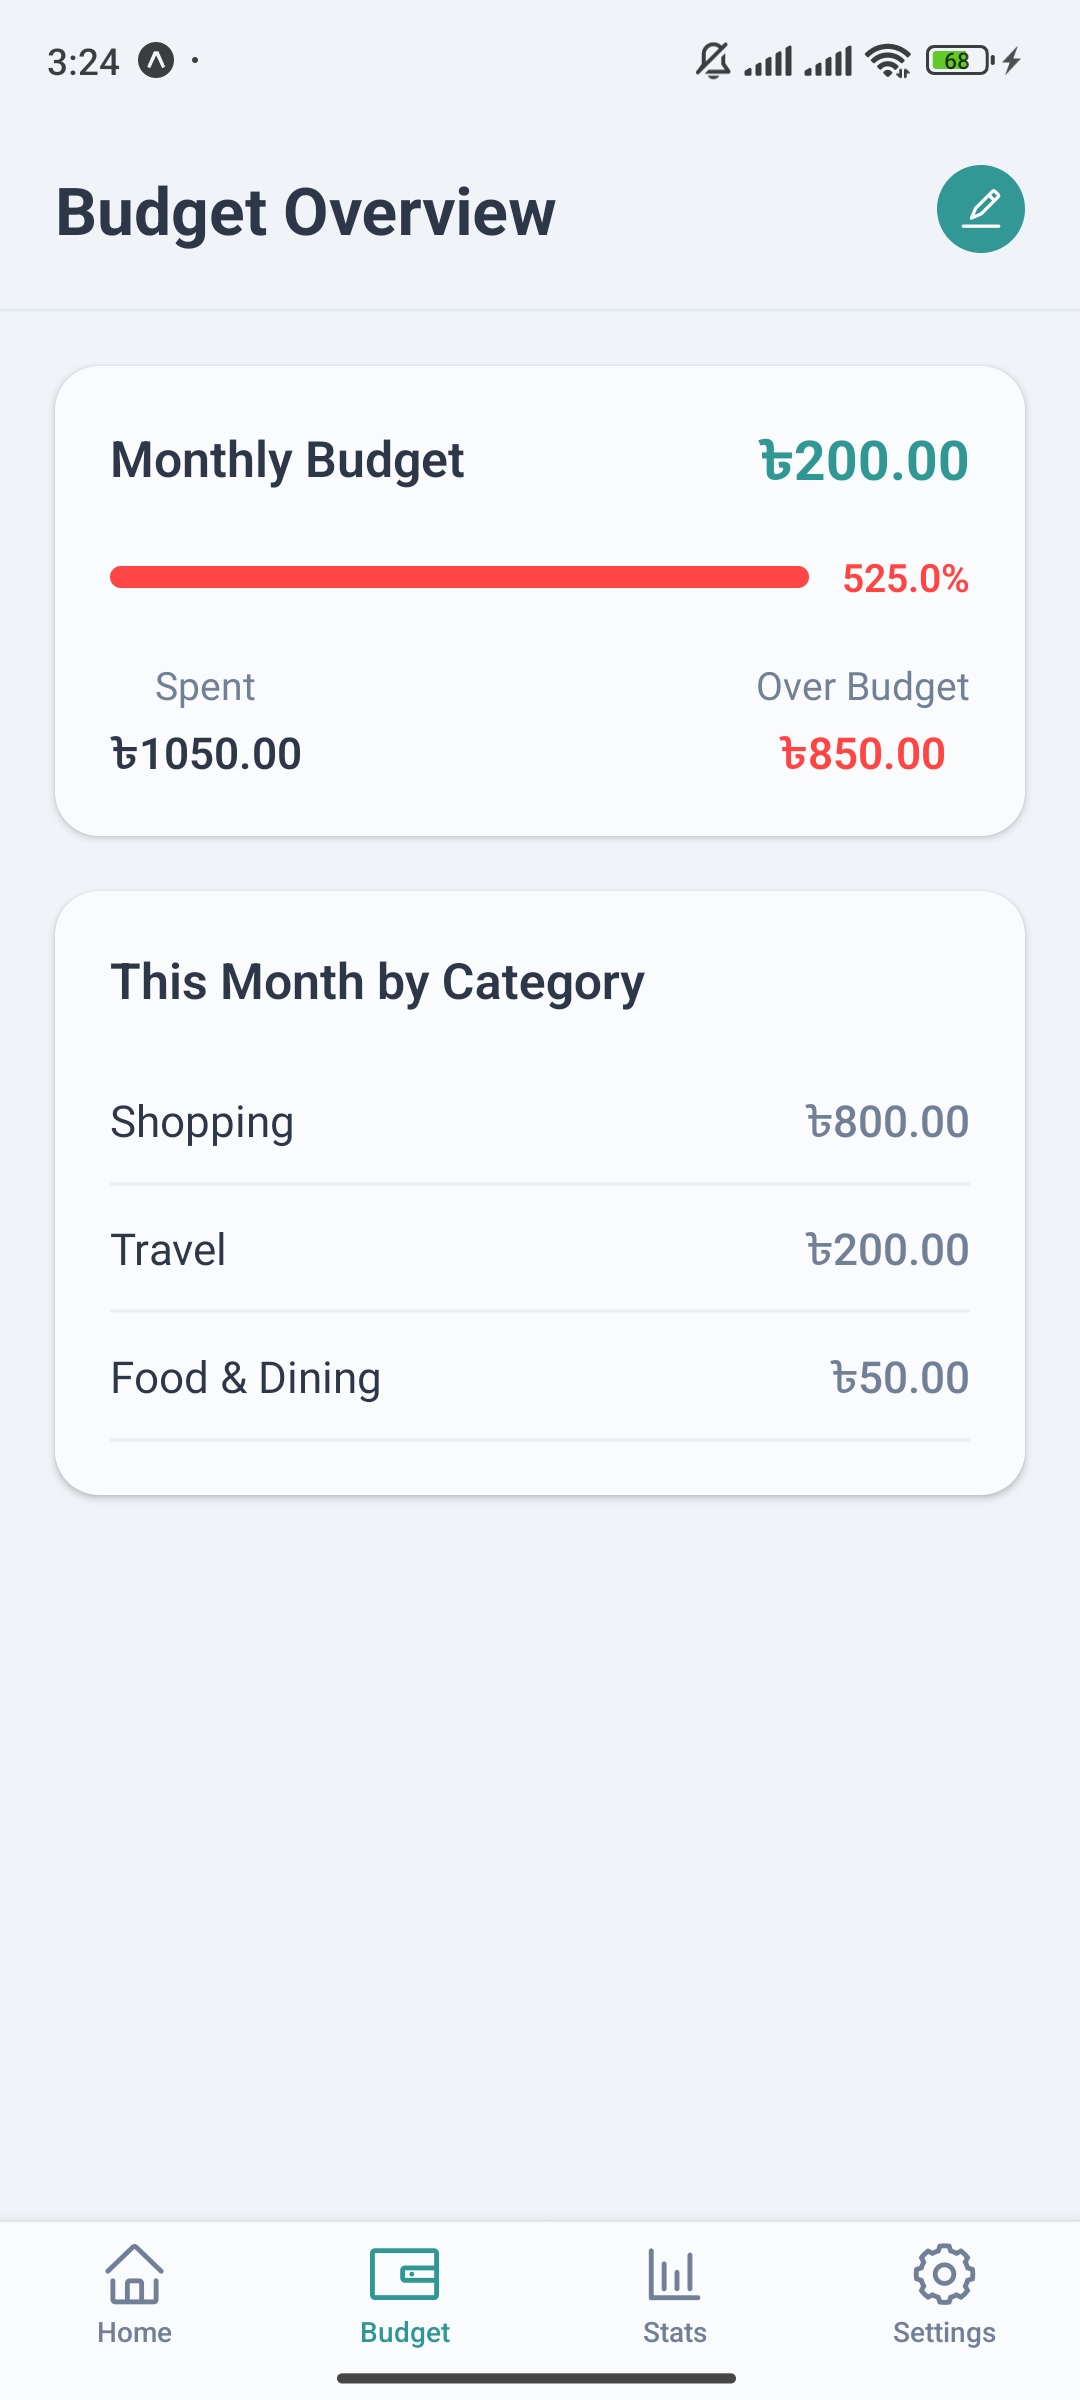 3:24
68
Budget Overview
Monthly Budget ৳200.00
525.0%
Spent Over Budget
৳1050.00 ৳850.00
This Month by Category
Shopping ৳800.00
Travel ৳200.00
Food & Dining ৳50.00
Home Budget Stats Settings